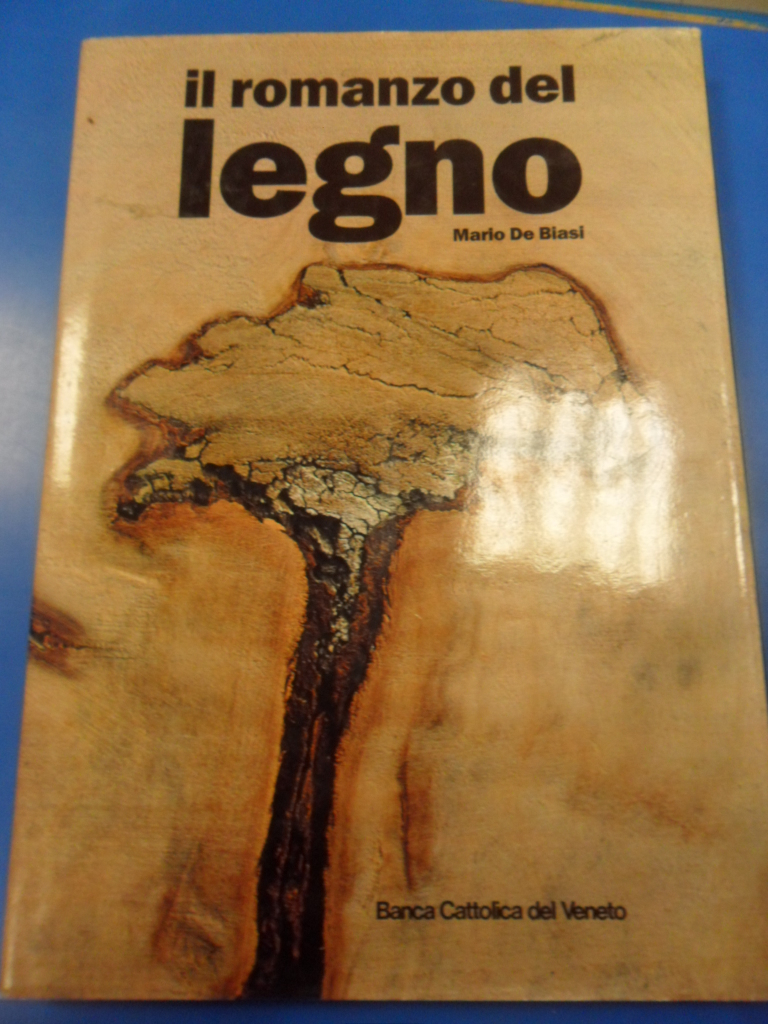 il romanzo del
legno
Mario De Biasi
Banca Cattolica del Veneto